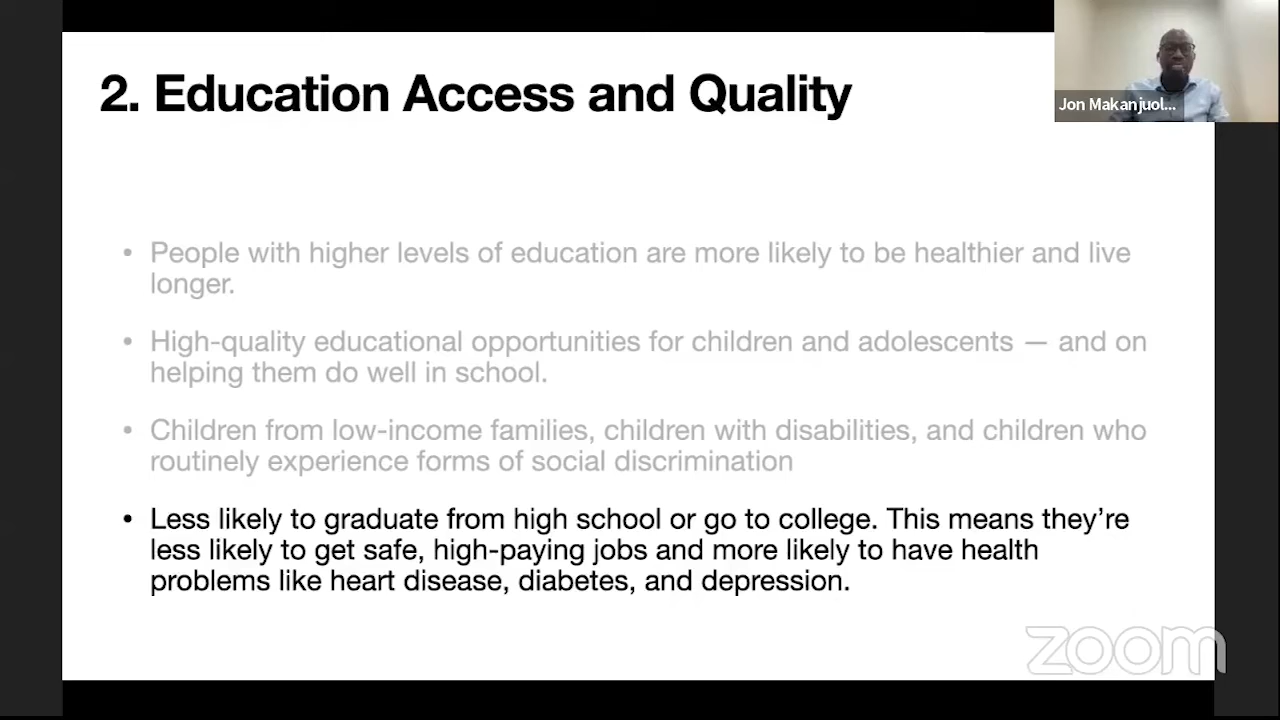 2. Education Access and Quality
Jon Makanjuol...
• People with higher levels of education are more likely to be healthier and live
longer.
• High-quality educational opportunities for children and adolescents — and on
helping them do well in school.
• Children from low-income families, children with disabilities, and children who
routinely experience forms of social discrimination
• Less likely to graduate from high school or go to college. This means they’re
less likely to get safe, high-paying jobs and more likely to have health
problems like heart disease, diabetes, and depression.
zoom